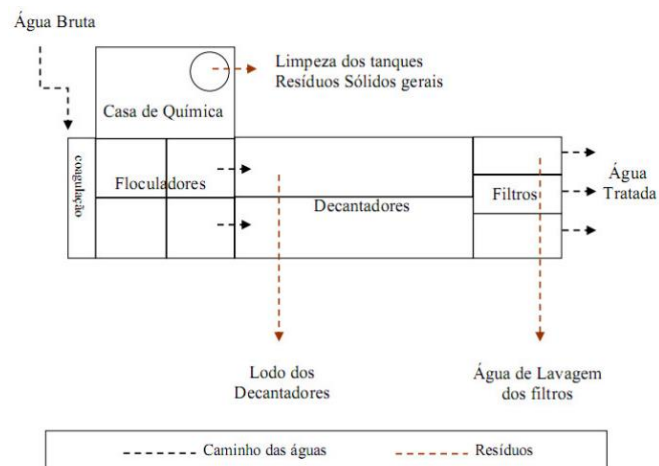 Água Bruta
Limpeza dos tanques
Resíduos Sólidos gerais
Casa de Química
coagulação
Floculadores
Decantadores
Filtros
Água
Tratada
Lodo dos
Decantadores
Água de Lavagem
dos filtros
Caminho das águas
Resíduos